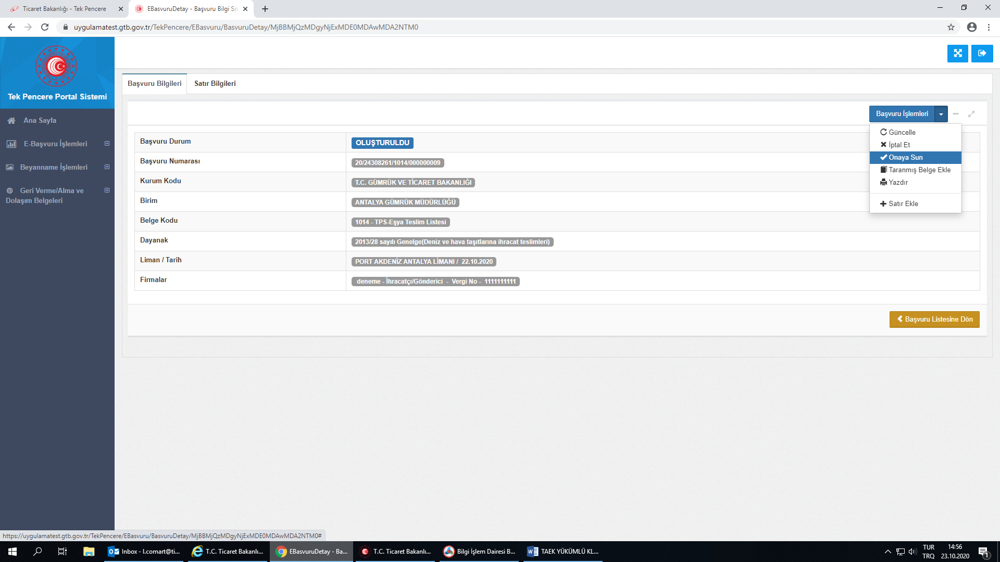 Ticaret Bakanlığı - Tek Pencere
EBasvuruDetay - Başvuru Bilgi Sis
uygulamatest.gtb.gov.tr/TekPencere/EBasvuru/BasvuruDetay/MjBBMjQzMDgyNjExMDE0MDAwMDA2NTM0
Tek Pencere Portal Sistemi
Ana Sayfa
E-Başvuru İşlemleri
Beyanname İşlemleri
Geri Verme/Alma ve
Dolaşım Belgeleri
Başvuru Bilgileri
Satır Bilgileri
Başvuru İşlemleri
Güncelle
İptal Et
Onaya Sun
Taranmış Belge Ekle
Yazdır
Satır Ekle
Başvuru Durum OLUŞTURULDU
Başvuru Numarası 20/24308261/1014/000000009
Kurum Kodu T.C. GÜMRÜK VE TİCARET BAKANLIĞI
Birim ANTALYA GÜMRÜK MÜDÜRLÜĞÜ
Belge Kodu 1014 - TPS-Eşya Teslim Listesi
Dayanak 2013/28 sayılı Genelge(Deniz ve hava taşıtlarına ihracat teslimleri)
Liman / Tarih PORT AKDENİZ ANTALYA LİMANI / 22.10.2020
Firmalar deneme - İhracatçı/Gönderici - Vergi No - 1111111111
Başvuru Listesine Dön
https://uygulamatest.gtb.gov.tr/TekPencere/EBasvuru/BasvuruDetay/MjBBMjQzMDgyNjExMDE0MDAwMDA2NTM0#
Inbox - l.comart@ti...
T.C. Ticaret Bakanlı...
EBasvuruDetay - Ba...
T.C. Ticaret Bakanlı...
Bilgi İşlem Dairesi B...
TAEK YÜKÜMLÜ KL...
TUR
TRQ
14:56
23.10.2020
1